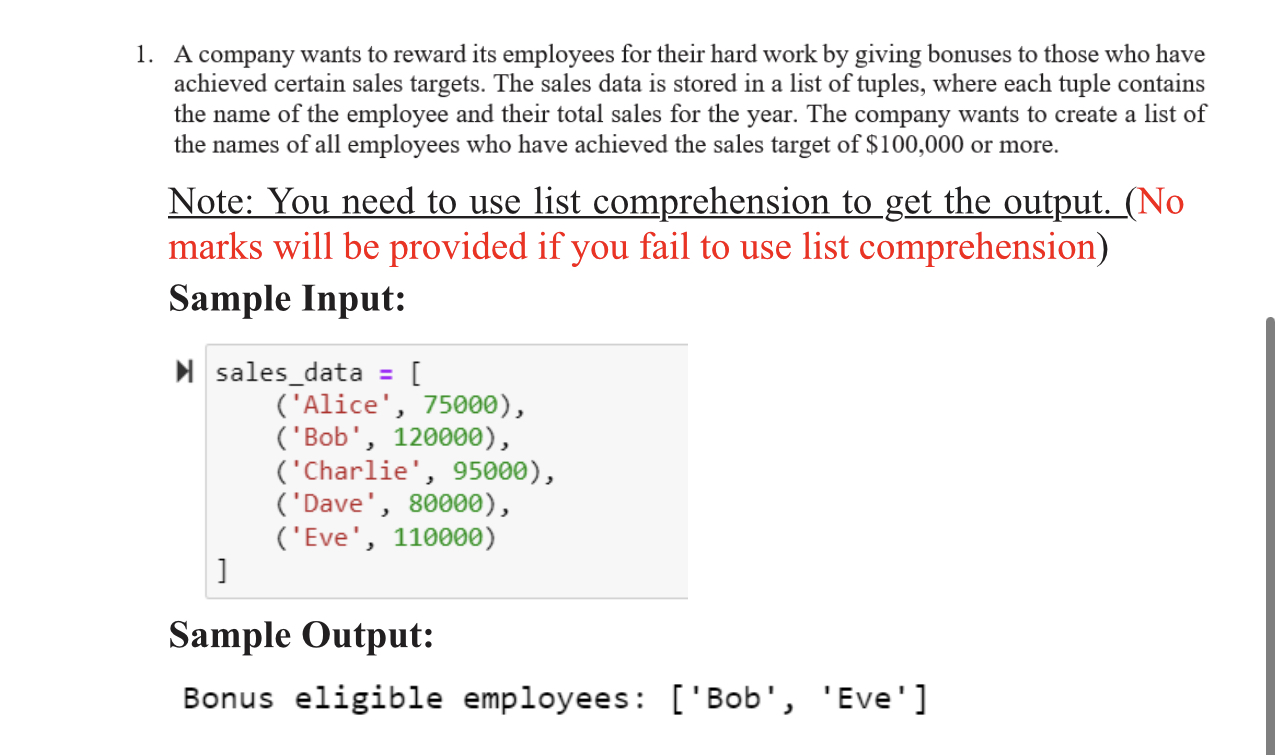 1. A company wants to reward its employees for their hard work by giving bonuses to those who have
achieved certain sales targets. The sales data is stored in a list of tuples, where each tuple contains
the name of the employee and their total sales for the year. The company wants to create a list of
the names of all employees who have achieved the sales target of $100,000 or more.
Note: You need to use list comprehension to get the output. (No
marks will be provided if you fail to use list comprehension)
Sample Input:
sales_data = [
('Alice', 75000),
('Bob', 120000),
('Charlie', 95000),
('Dave', 80000),
('Eve', 110000)
]
Sample Output:
Bonus eligible employees: ['Bob', 'Eve']